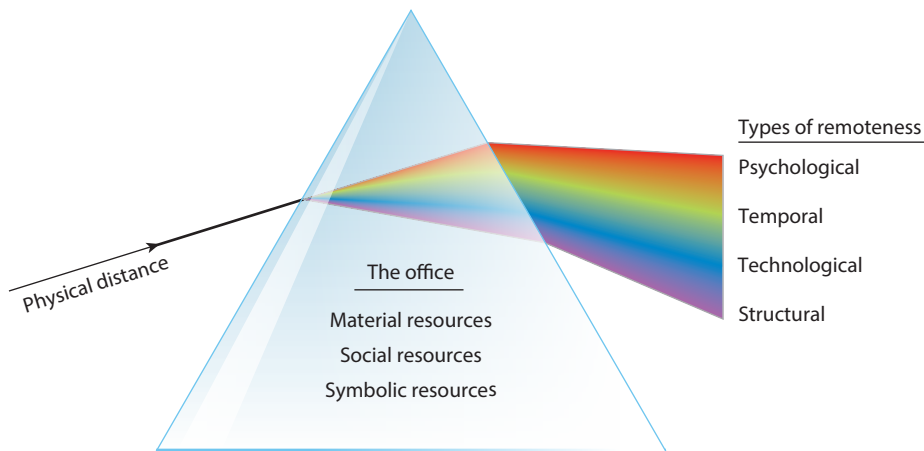 Physical distance
The office
Material resources
Social resources
Symbolic resources
Types of remoteness
Psychological
Temporal
Technological
Structural